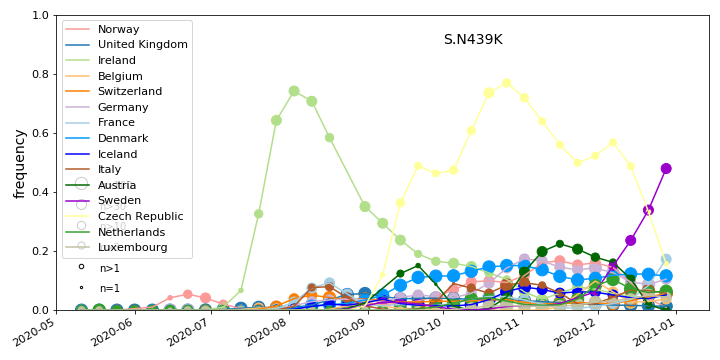 S.N439K
frequency
1.0
0.8
0.6
0.4
0.2
0.0
Norway
United Kingdom
Ireland
Belgium
Switzerland
Germany
France
Denmark
Iceland
Italy
Austria
Sweden
Czech Republic
Netherlands
Luxembourg
n>1
n=1
2020-05
2020-06
2020-07
2020-08
2020-09
2020-10
2020-11
2020-12
2021-01